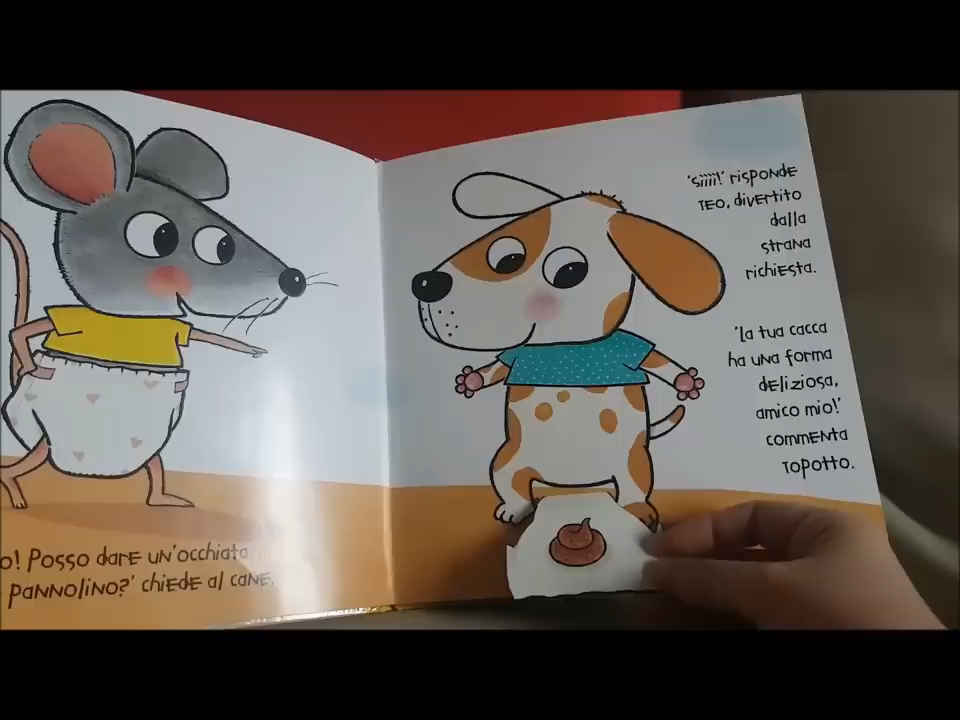 o! Posso dare un'occhiata
pannolino?' chiede al cane.
'Sìììì!' risponde
Teo, divertito
dalla
strana
richiesta.
'La tua cacca
ha una forma
deliziosa,
amico mio!'
commenta
Topotto.